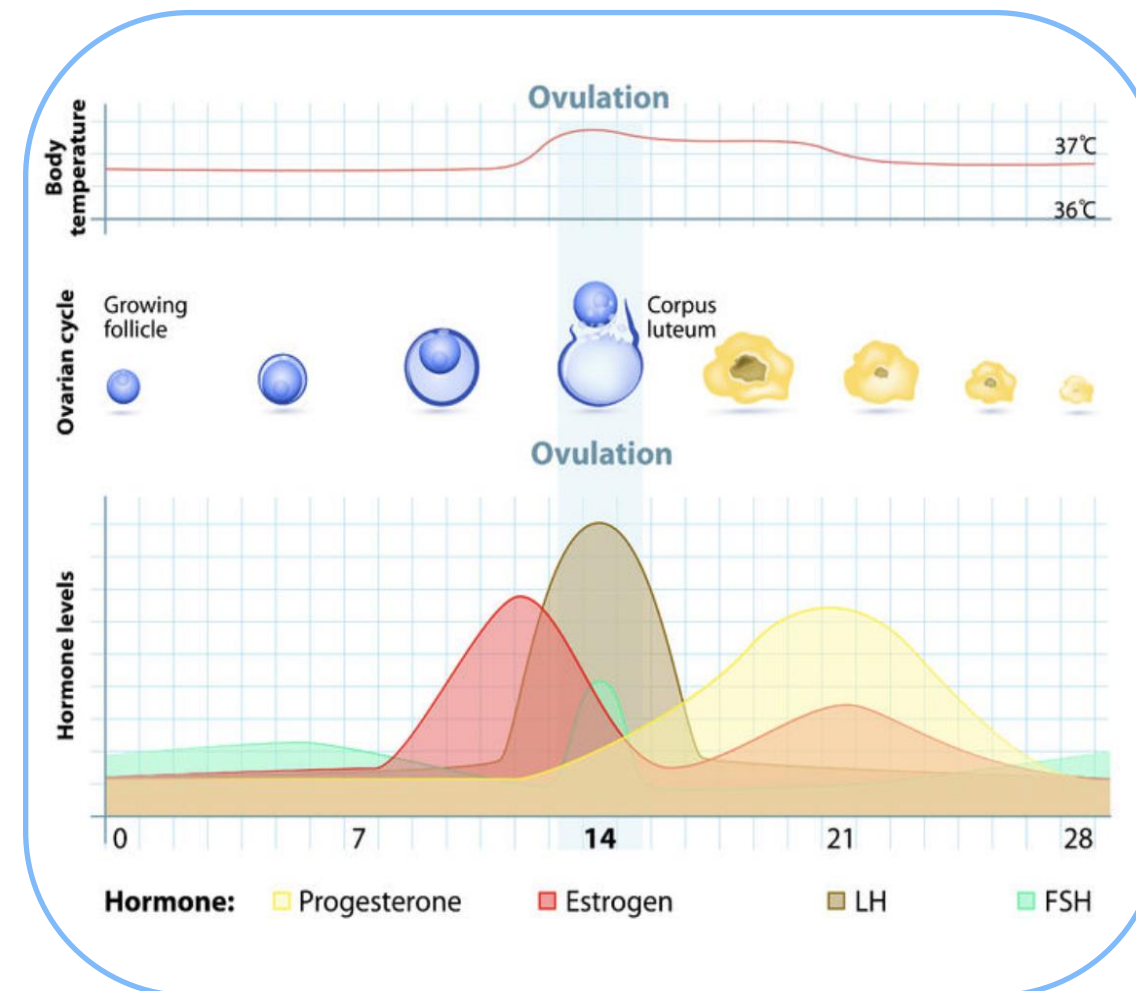 Ovulation
Body
temperature
37℃
36℃
Ovarian cycle
Growing
follicle
Corpus
luteum
Ovulation
Hormone levels
0 7 14 21 28
Hormone: Progesterone Estrogen LH FSH